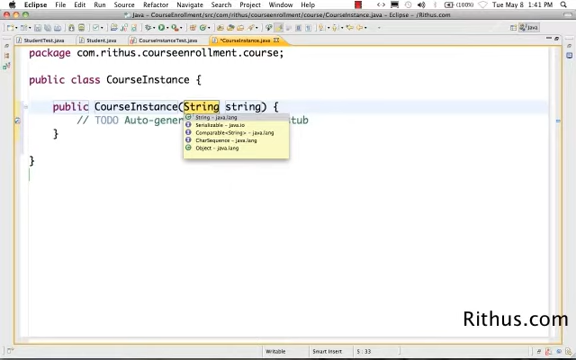 Eclipse File Edit Run Source Refactor Navigate Search Project Window Help (100%) Tue May 8 1:41 PM
Java - CourseEnrollment/src/com/rithus/courseenrollment/course/CourseInstance.java - Eclipse - /Rithus.com
Java
StudentTest.java Student.java CourseInstanceTest.java *CourseInstance.java
package com.rithus.courseenrollment.course;
public class CourseInstance {
public CourseInstance(String string) {
// TODO Auto-gener tub
String - java.lang
Serializable - java.io
Comparable<String> - java.lang
CharSequence - java.lang
Object - java.lang
}
}
Rithus.com
Writable Smart Insert 5 : 33